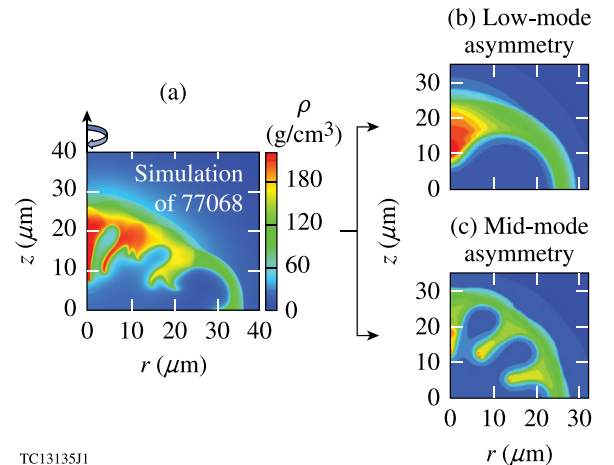 (a)
ρ
(g/cm³)
Simulation
of 77068
180
120
60
0
40
30
20
10
0
z (μm)
0 10 20 30 40
r (μm)
(b) Low-mode
asymmetry
30
20
10
0
(c) Mid-mode
asymmetry
z (μm)
30
20
10
0
0 10 20 30
r (μm)
TC13135J1